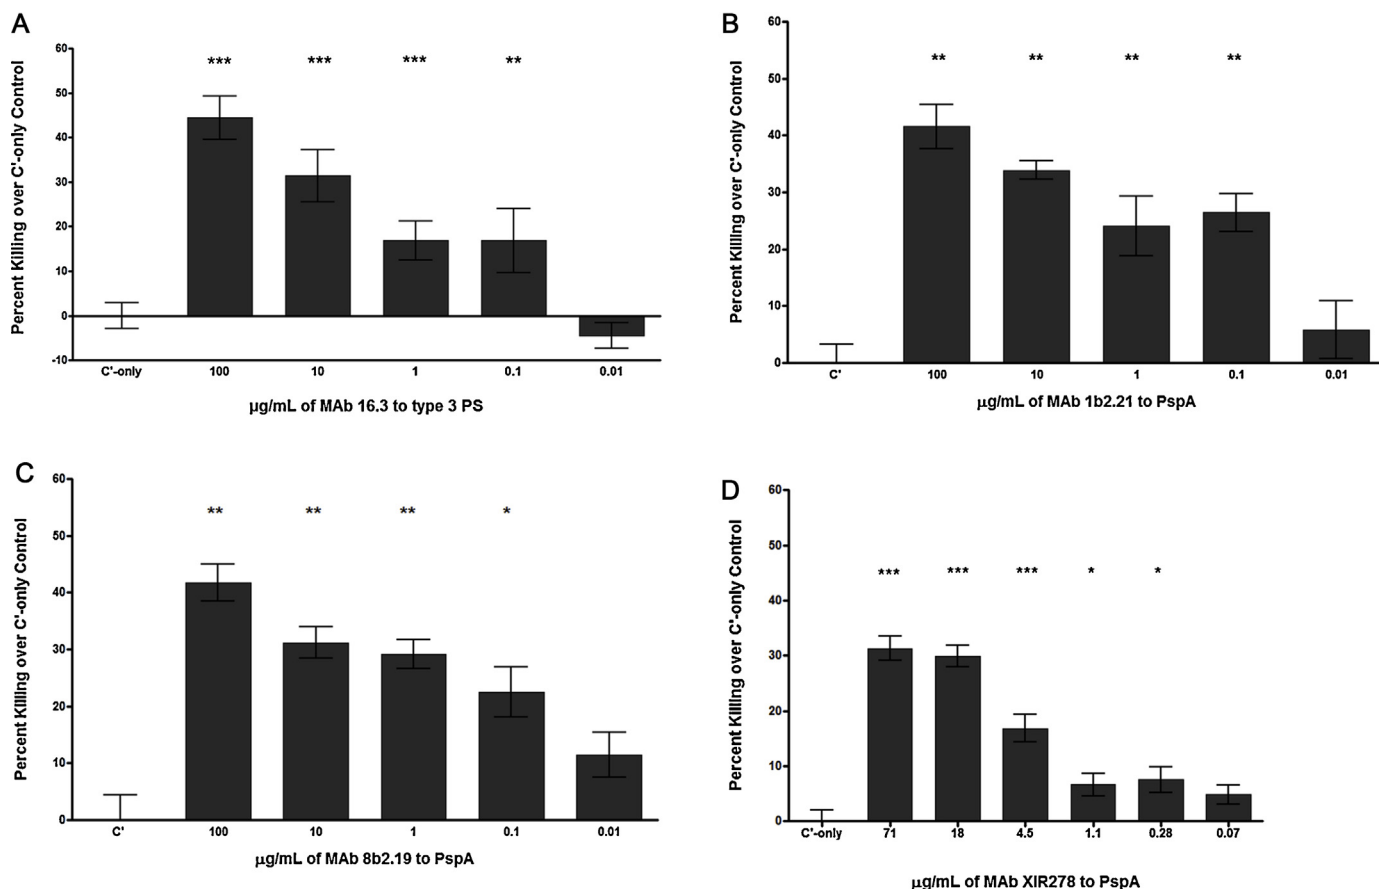 A
Percent Killing over C'-only Control
60
50
40
30
20
10
0
-10
*** *** *** **
C'-only 100 10 1 0.1 0.01
μg/mL of MAb 16.3 to type 3 PS
B
Percent Killing over C'-only Control
60
50
40
30
20
10
0
** ** ** **
C' 100 10 1 0.1 0.01
μg/mL of MAb 1b2.21 to PspA
C
Percent Killing over C'-only Control
60
50
40
30
20
10
0
** ** ** *
C' 100 10 1 0.1 0.01
μg/mL of MAb 8b2.19 to PspA
D
Percent Killing over C'-only Control
60
50
40
30
20
10
0
*** *** *** * *
C'-only 71 18 4.5 1.1 0.28 0.07
μg/mL of MAb XIR278 to PspA